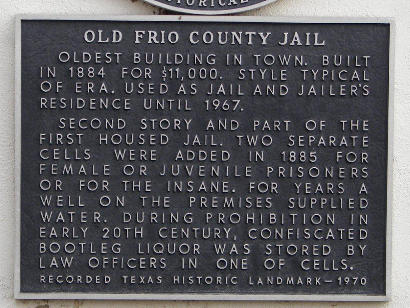 HISTORICAL
OLD FRIO COUNTY JAIL
OLDEST BUILDING IN TOWN. BUILT
IN 1884 FOR $11,000. STYLE TYPICAL
OF ERA. USED AS JAIL AND JAILER'S
RESIDENCE UNTIL 1967.
SECOND STORY AND PART OF THE
FIRST HOUSED JAIL. TWO SEPARATE
CELLS WERE ADDED IN 1885 FOR
FEMALE OR JUVENILE PRISONERS
OR FOR THE INSANE. FOR YEARS A
WELL ON THE PREMISES SUPPLIED
WATER. DURING PROHIBITION IN
EARLY 20TH CENTURY, CONFISCATED
BOOTLEG LIQUOR WAS STORED BY
LAW OFFICERS IN ONE OF CELLS.
RECORDED TEXAS HISTORIC LANDMARK-1970